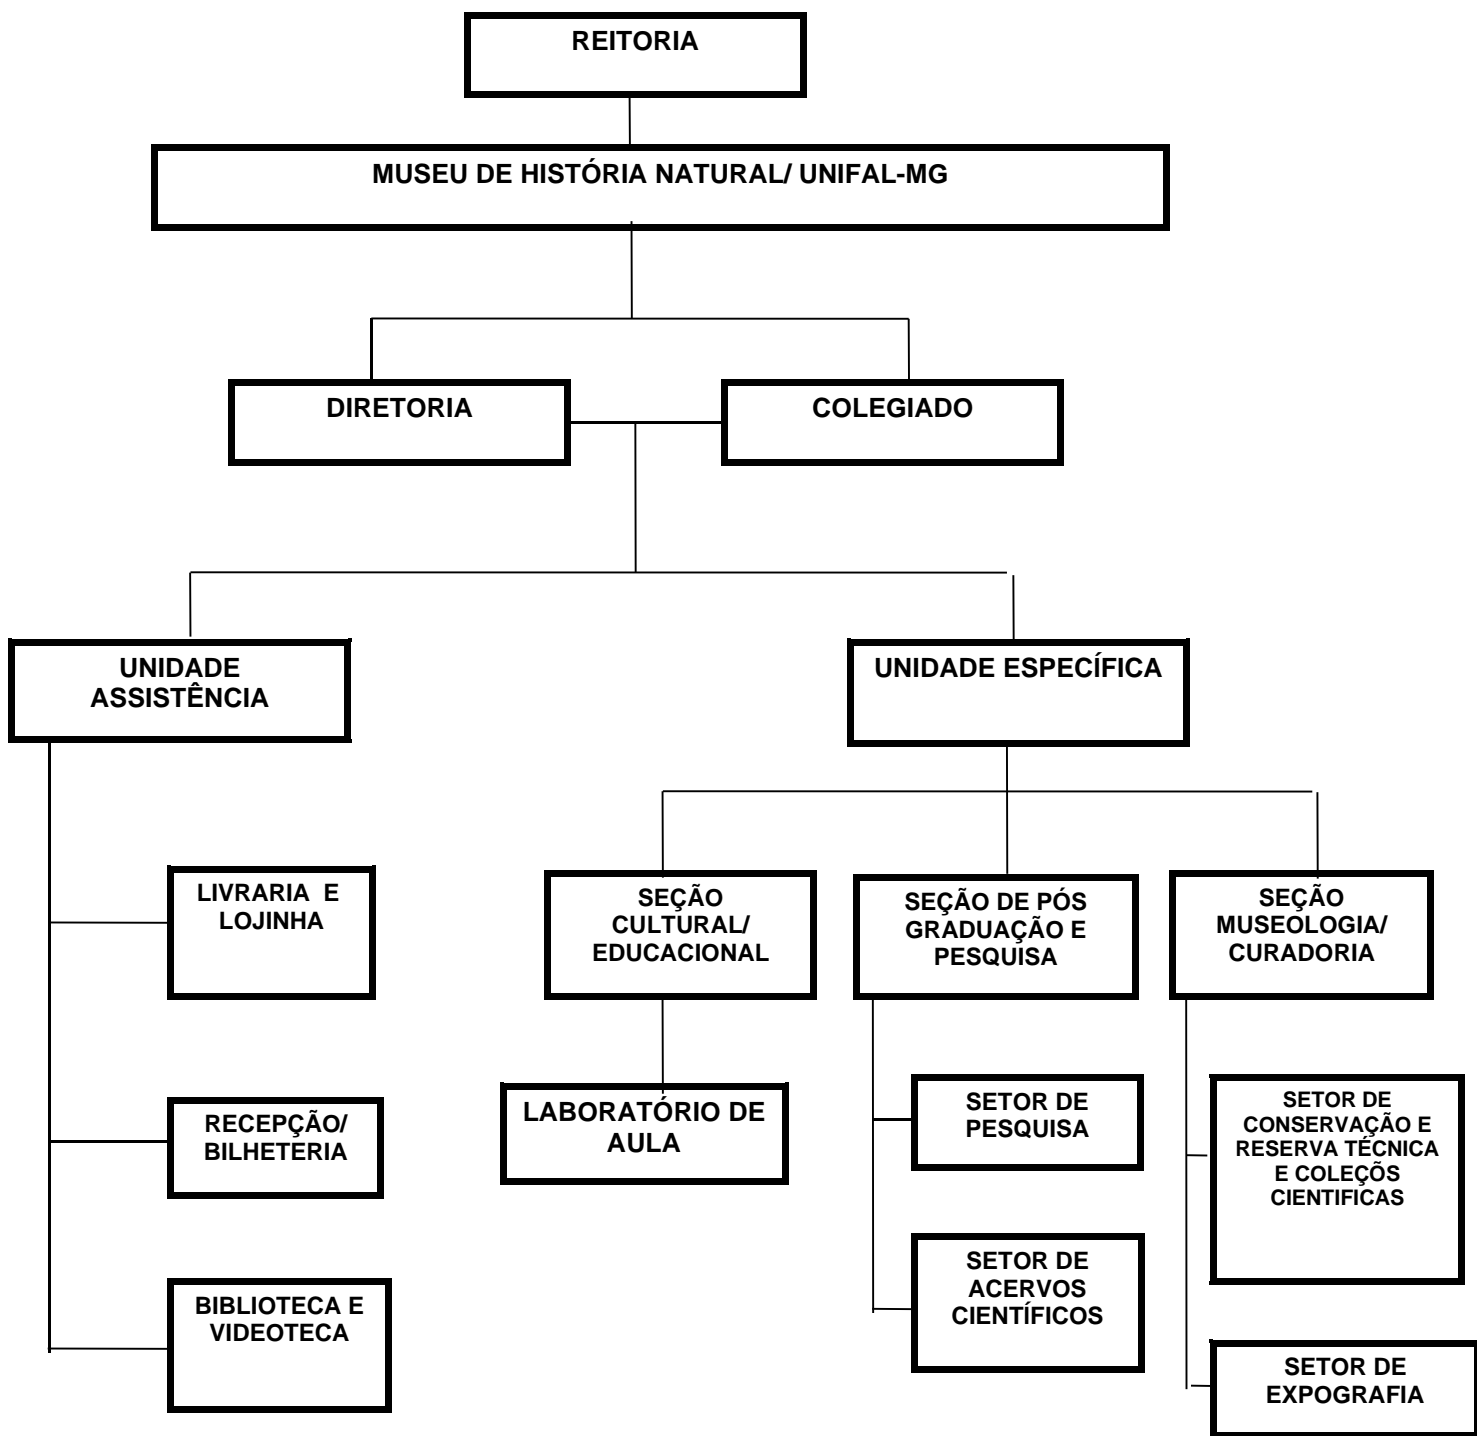 REITORIA
MUSEU DE HISTÓRIA NATURAL/ UNIFAL-MG
DIRETORIA
COLEGIADO
UNIDADE
ASSISTÊNCIA
UNIDADE ESPECÍFICA
LIVRARIA E
LOJINHA
SEÇÃO
CULTURAL/
EDUCACIONAL
SEÇÃO DE PÓS
GRADUAÇÃO E
PESQUISA
SEÇÃO
MUSEOLOGIA/
CURADORIA
RECEPÇÃO/
BILHETERIA
LABORATÓRIO DE
AULA
SETOR DE
PESQUISA
SETOR DE
CONSERVAÇÃO E
RESERVA TÉCNICA
E COLEÇÕS
CIENTIFICAS
BIBLIOTECA E
VIDEOTECA
SETOR DE
ACERVOS
CIENTÍFICOS
SETOR DE
EXPOGRAFIA